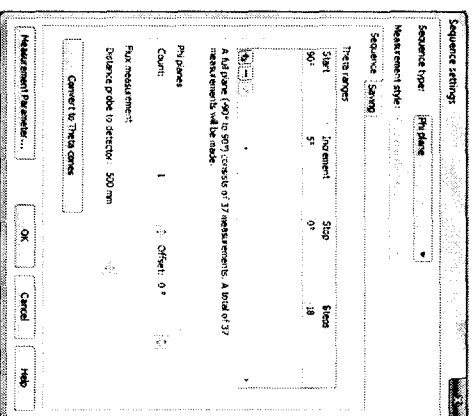 Sequence settings
Sequence type: Phi plane
Measurement style:
Sequence Saving
Theta ranges
Start Increment Stop Steps
90° 5° 0° 18
A full plane (-90° to 90°) consists of 37 measurements. A total of 37
measurements will be made.
Phi planes
Count: 1 Offset: 0 °
Flux measurement
Distance probe to detector: 500 mm
Convert to Theta cones
Measurement Parameter... OK Cancel Help